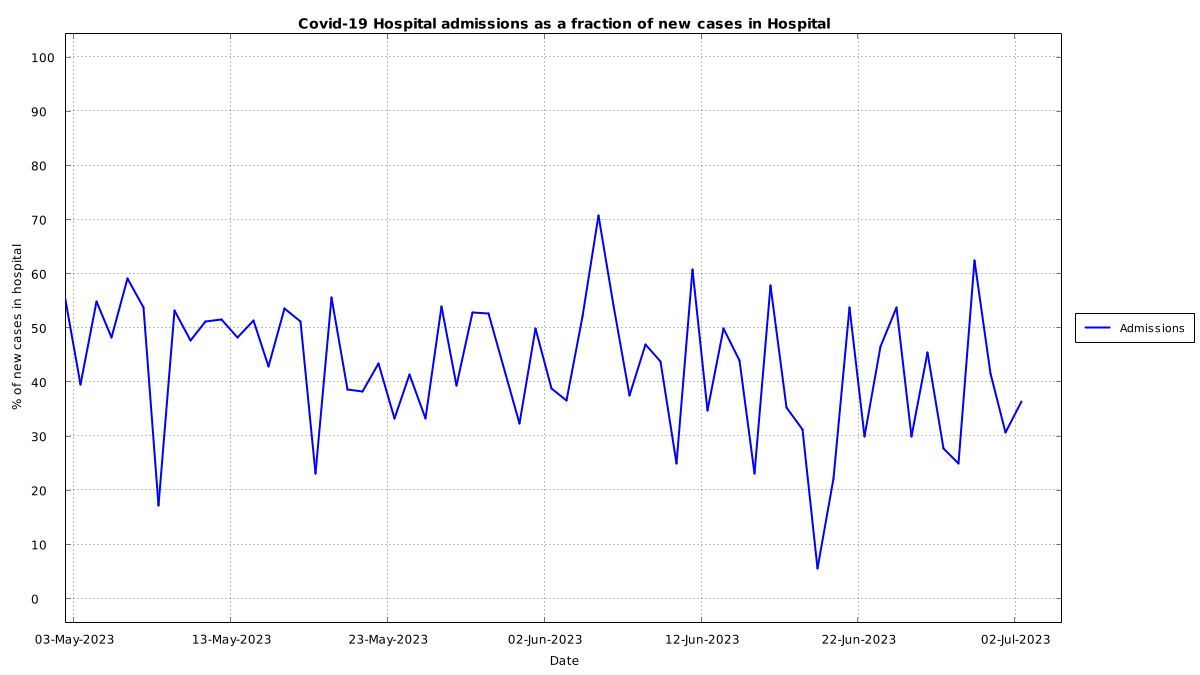 Covid-19 Hospital admissions as a fraction of new cases in Hospital
% of new cases in hospital
100
90
80
70
60
50
40
30
20
10
0
03-May-2023 13-May-2023 23-May-2023 02-Jun-2023 12-Jun-2023 22-Jun-2023 02-Jul-2023
Date
Admissions